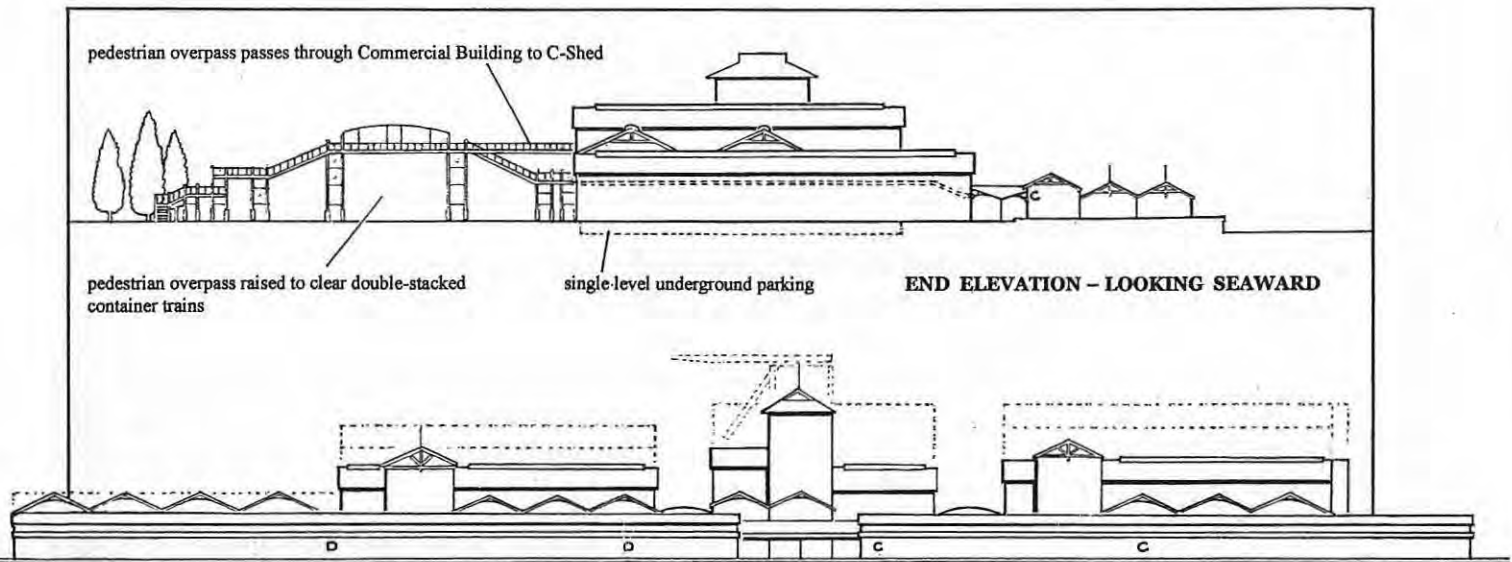 pedestrian overpass passes through Commercial Building to C-Shed
C
pedestrian overpass raised to clear double-stacked
container trains
single-level underground parking
END ELEVATION – LOOKING SEAWARD
D D C C